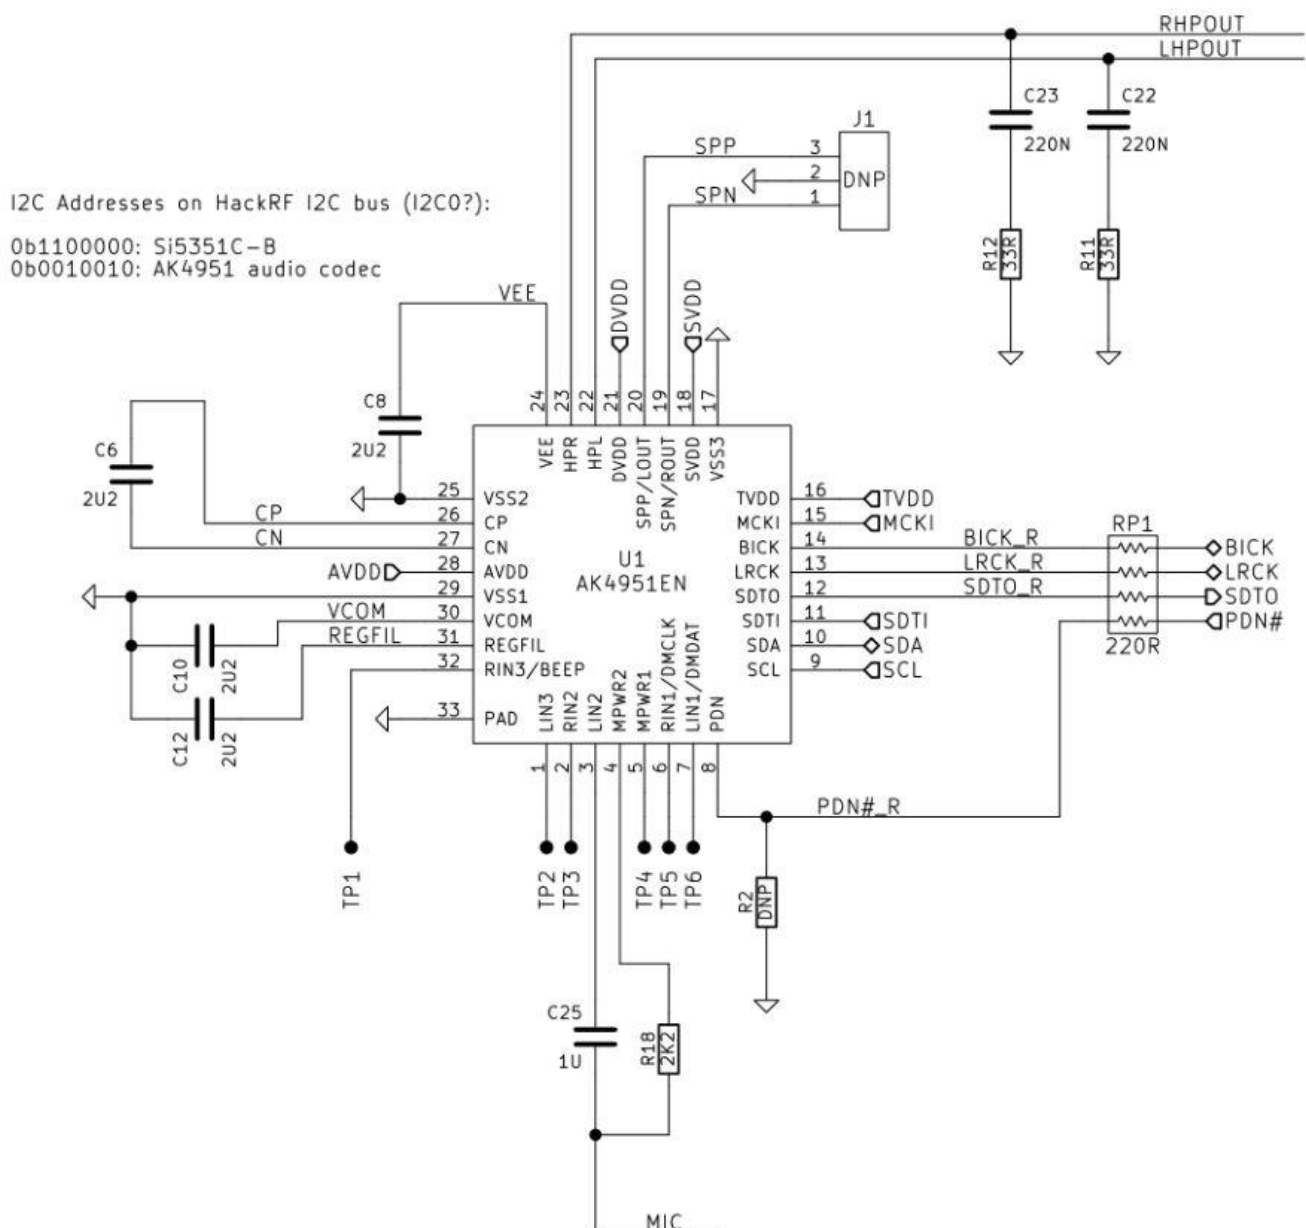 RHPOUT
LHPOUT
C23
220N
C22
220N
J1
SPP
3
2
DNP
SPN
1
I2C Addresses on HackRF I2C bus (I2C0?):
0b1100000: Si5351C-B
0b0010010: AK4951 audio codec
R12
33R
R11
33R
VEE
DVDD
SVDD
C8
2U2
24
23
22
21
20
19
18
17
VEE
HPR
HPL
DVDD
SPP/LOUT
SPN/ROUT
SVDD
VSS3
C6
2U2
25
VSS2
CP
26
CP
CN
27
CN
AVDD
28
AVDD
29
VSS1
VCOM
30
VCOM
REGFIL
31
REGFIL
32
RIN3/BEEP
33
PAD
U1
AK4951EN
TVDD
16
TVDD
MCKI
15
MCKI
BICK
14
BICK_R
BICK
LRCK
13
LRCK_R
LRCK
SDTO
12
SDTO_R
SDTO
SDTI
11
SDTI
PDN#
SDA
10
SDA
SCL
9
SCL
RP1
220R
C10
2U2
C12
2U2
LIN3
RIN2
LIN2
MPWR2
MPWR1
RIN1/DMCLK
LIN1/DMDAT
PDN
1
2
3
4
5
6
7
8
PDN#_R
TP1
TP2
TP3
TP4
TP5
TP6
R2
DNP
C25
1U
R18
2K2
MIC